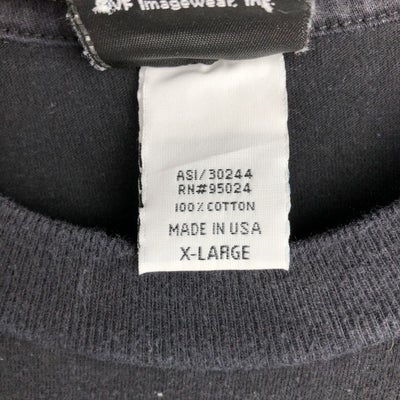 VF Imagewear, Inc.
ASI/30244
RN#95024
100% COTTON
MADE IN USA
X-LARGE